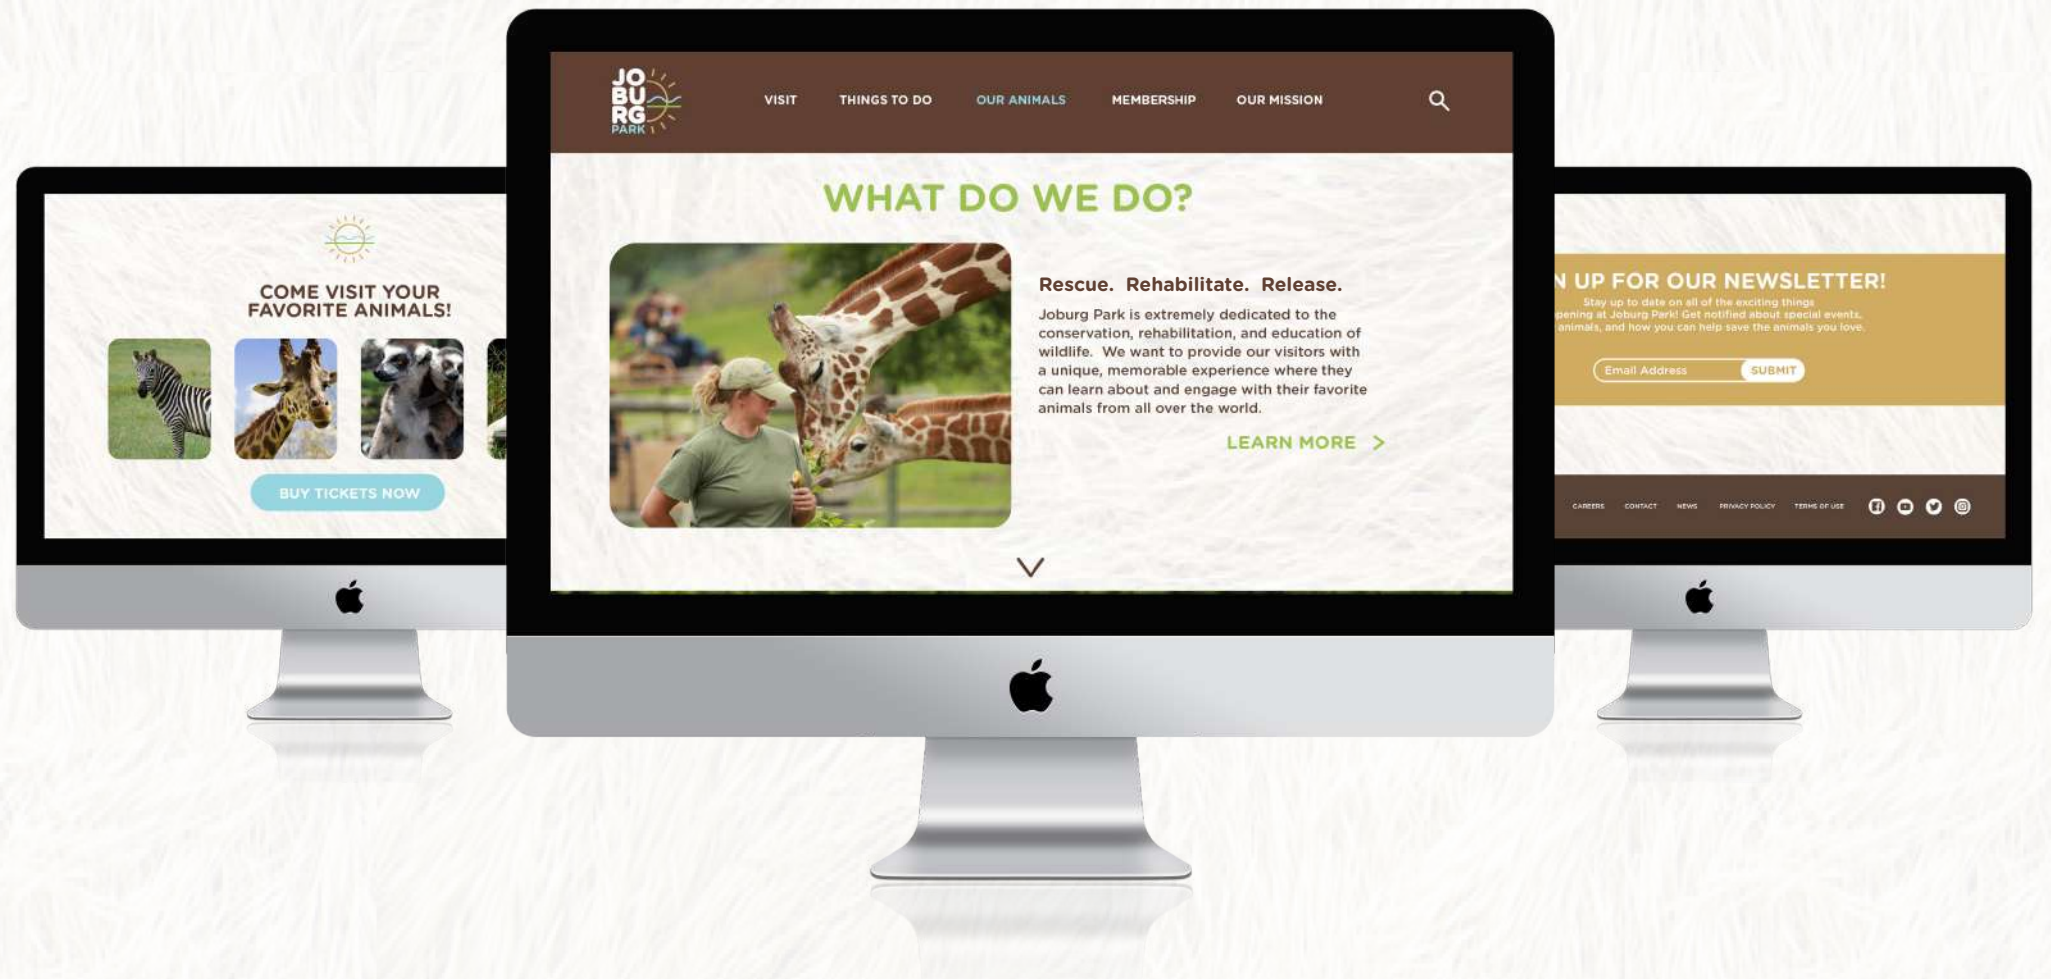 COME VISIT YOUR
FAVORITE ANIMALS!
BUY TICKETS NOW
JO
BU
RG
PARK
VISIT THINGS TO DO OUR ANIMALS MEMBERSHIP OUR MISSION
WHAT DO WE DO?
Rescue. Rehabilitate. Release.
Joburg Park is extremely dedicated to the
conservation, rehabilitation, and education of
wildlife. We want to provide our visitors with
a unique, memorable experience where they
can learn about and engage with their favorite
animals from all over the world.
LEARN MORE >
N UP FOR OUR NEWSLETTER!
Stay up to date on all of the exciting things
pening at Joburg Park! Get notified about special events,
animals, and how you can help save the animals you love.
Email Address SUBMIT
CAREERS CONTACT NEWS PRIVACY POLICY TERMS OF USE